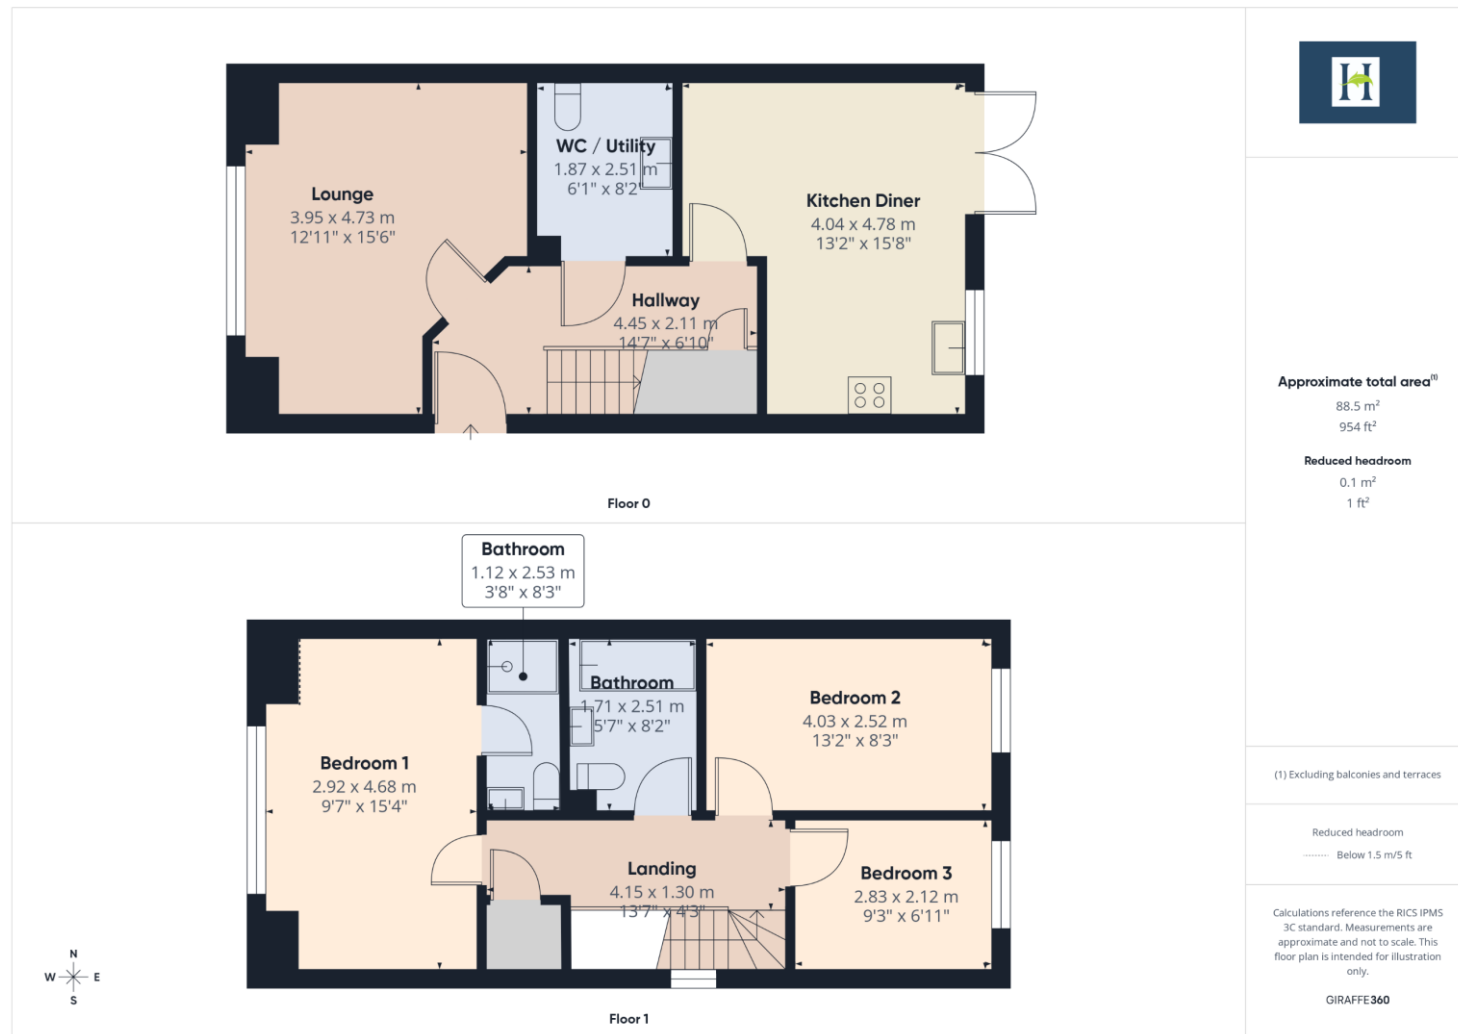 H
Lounge
3.95 x 4.73 m
12'11" x 15'6"
WC / Utility
1.87 x 2.51 m
6'1" x 8'2"
Kitchen Diner
4.04 x 4.78 m
13'2" x 15'8"
Hallway
4.45 x 2.11 m
14'7" x 6'10"
Floor 0
Bathroom
1.12 x 2.53 m
3'8" x 8'3"
Bathroom
1.71 x 2.51 m
5'7" x 8'2"
Bedroom 2
4.03 x 2.52 m
13'2" x 8'3"
Bedroom 1
2.92 x 4.68 m
9'7" x 15'4"
Landing
4.15 x 1.30 m
13'7" x 4'3"
Bedroom 3
2.83 x 2.12 m
9'3" x 6'11"
N
W E
S
Floor 1
Approximate total area(1)
88.5 m²
954 ft²
Reduced headroom
0.1 m²
1 ft²
(1) Excluding balconies and terraces
Reduced headroom
Below 1.5 m/5 ft
Calculations reference the RICS IPMS
3C standard. Measurements are
approximate and not to scale. This
floor plan is intended for illustration
only.
GIRAFFE360